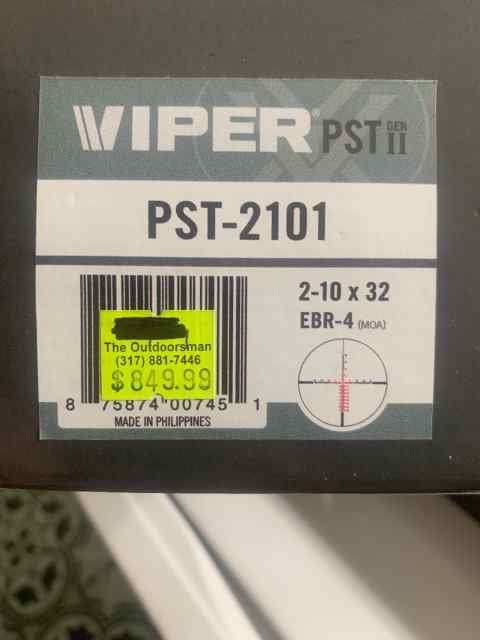 VIPER® PST GEN II
PST-2101
2-10 x 32
EBR-4 (MOA)
The Outdoorsman
(317) 881-7446
$849.99
8 75874 00745 1
MADE IN PHILIPPINES